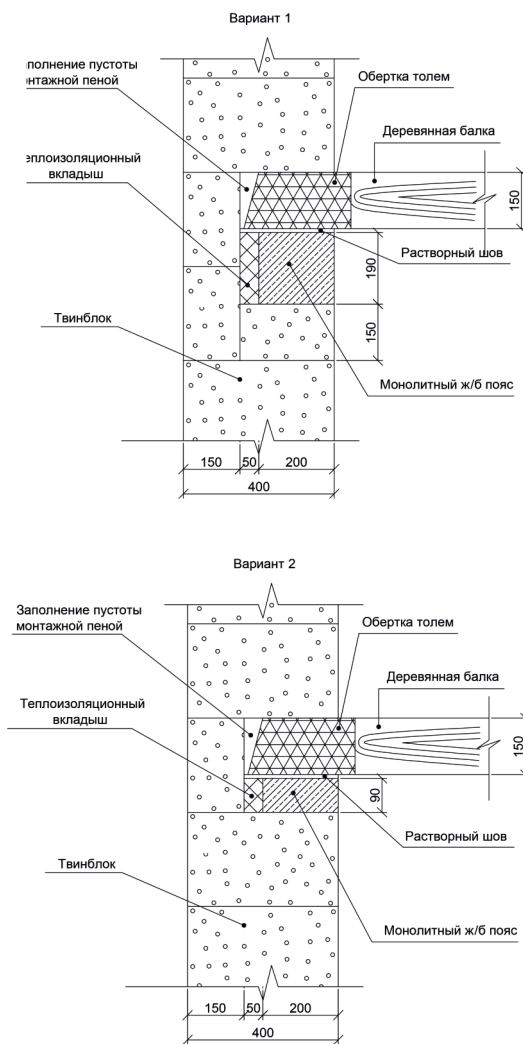 Вариант 1
полнение пустоты
нтажной пеной
Обертка толем
Деревянная балка
еплоизоляционный
вкладыш
150
Растворный шов
190
Твинблок
150
Монолитный ж/б пояс
150 50 200
400
Вариант 2
Заполнение пустоты
монтажной пеной
Обертка толем
Теплоизоляционный
вкладыш
Деревянная балка
150
90
Растворный шов
Твинблок
Монолитный ж/б пояс
150 50 200
400